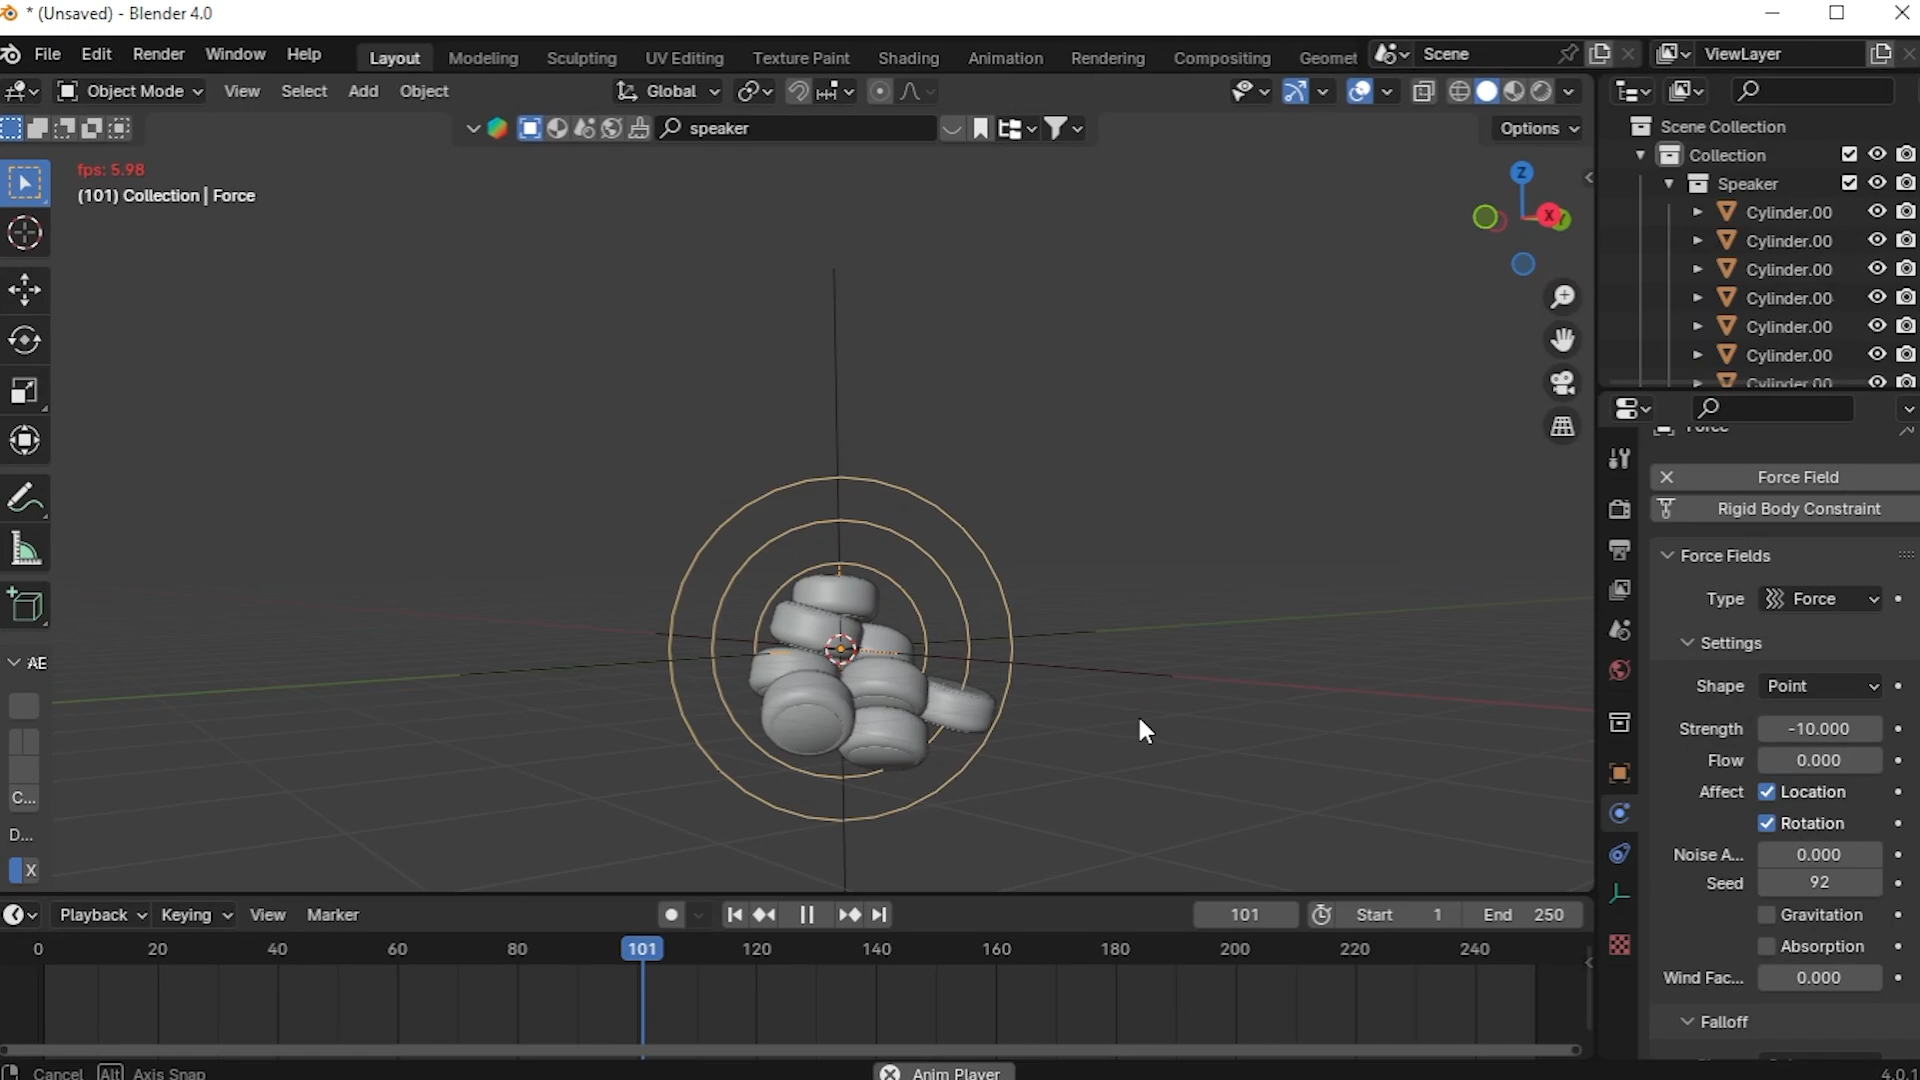 * (Unsaved) - Blender 4.0
File Edit Render Window Help Layout Modeling Sculpting UV Editing Texture Paint Shading Animation Rendering Compositing Geomet Scene ViewLayer
Object Mode View Select Add Object Global
speaker Options
fps: 5.98
(101) Collection | Force
Z
X
Y
AE
C...
D...
X
Scene Collection
Collection
Speaker
Cylinder.00
Cylinder.00
Cylinder.00
Cylinder.00
Cylinder.00
Cylinder.00
Cylinder.00
Force
Force Field
Rigid Body Constraint
Force Fields
Type Force
Settings
Shape Point
Strength -10.000
Flow 0.000
Affect Location
Rotation
Noise A... 0.000
Seed 92
Gravitation
Absorption
Wind Fac... 0.000
Falloff
Playback Keying View Marker 101 Start 1 End 250
0 20 40 60 80 101 120 140 160 180 200 220 240
Cancel Alt Axis Snap Anim Player 4.0.1